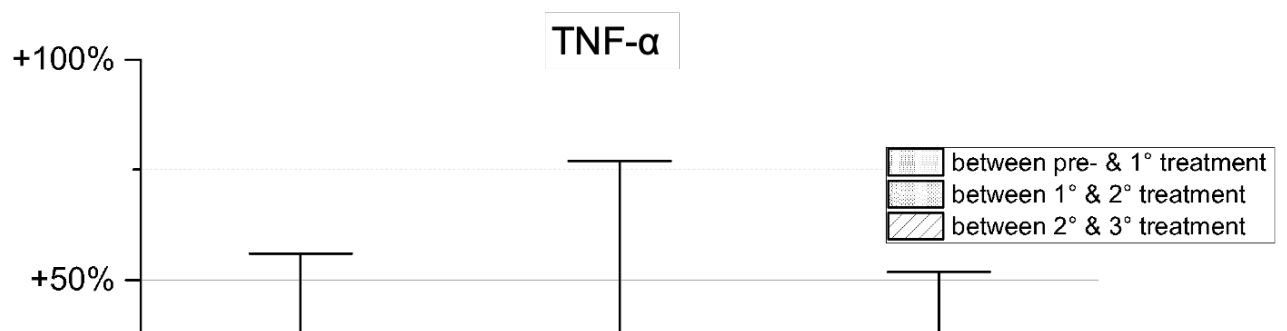 TNF-α
+100%
between pre- & 1° treatment
between 1° & 2° treatment
between 2° & 3° treatment
+50%